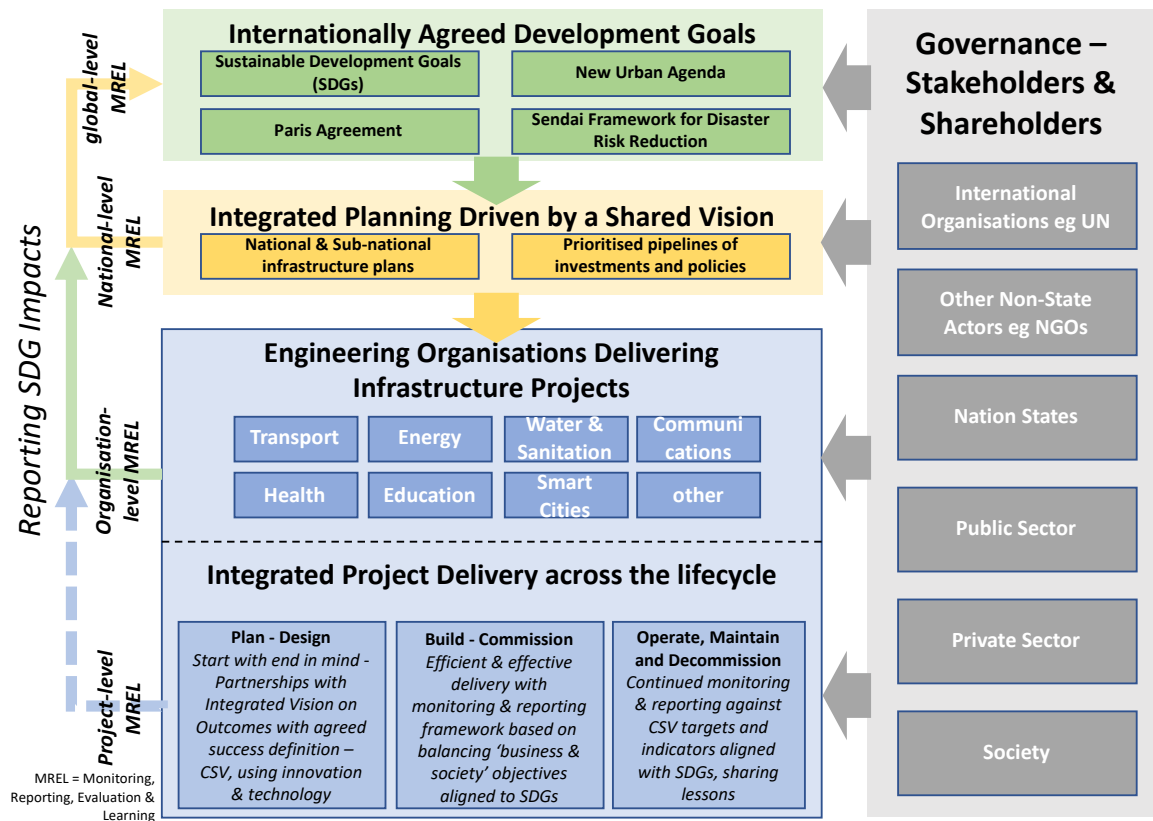 Internationally Agreed Development Goals
Sustainable Development Goals
(SDGs)
New Urban Agenda
Paris Agreement
Sendai Framework for Disaster
Risk Reduction
Integrated Planning Driven by a Shared Vision
National & Sub-national
infrastructure plans
Prioritised pipelines of
investments and policies
Engineering Organisations Delivering
Infrastructure Projects
Transport
Energy
Water &
Sanitation
Communi
cations
Health
Education
Smart
Cities
other
Integrated Project Delivery across the lifecycle
Plan - Design
Start with end in mind -
Partnerships with
Integrated Vision on
Outcomes with agreed
success definition –
CSV, using innovation
& technology
Build - Commission
Efficient & effective
delivery with
monitoring & reporting
framework based on
balancing ‘business &
society’ objectives
aligned to SDGs
Operate, Maintain
and Decommission
Continued monitoring
& reporting against
CSV targets and
indicators aligned
with SDGs, sharing
lessons
Governance –
Stakeholders &
Shareholders
International
Organisations eg UN
Other Non-State
Actors eg NGOs
Nation States
Public Sector
Private Sector
Society
Reporting SDG Impacts
global-level
MREL
National-level
MREL
Organisation-
level MREL
Project-level
MREL
MREL = Monitoring,
Reporting, Evaluation &
Learning